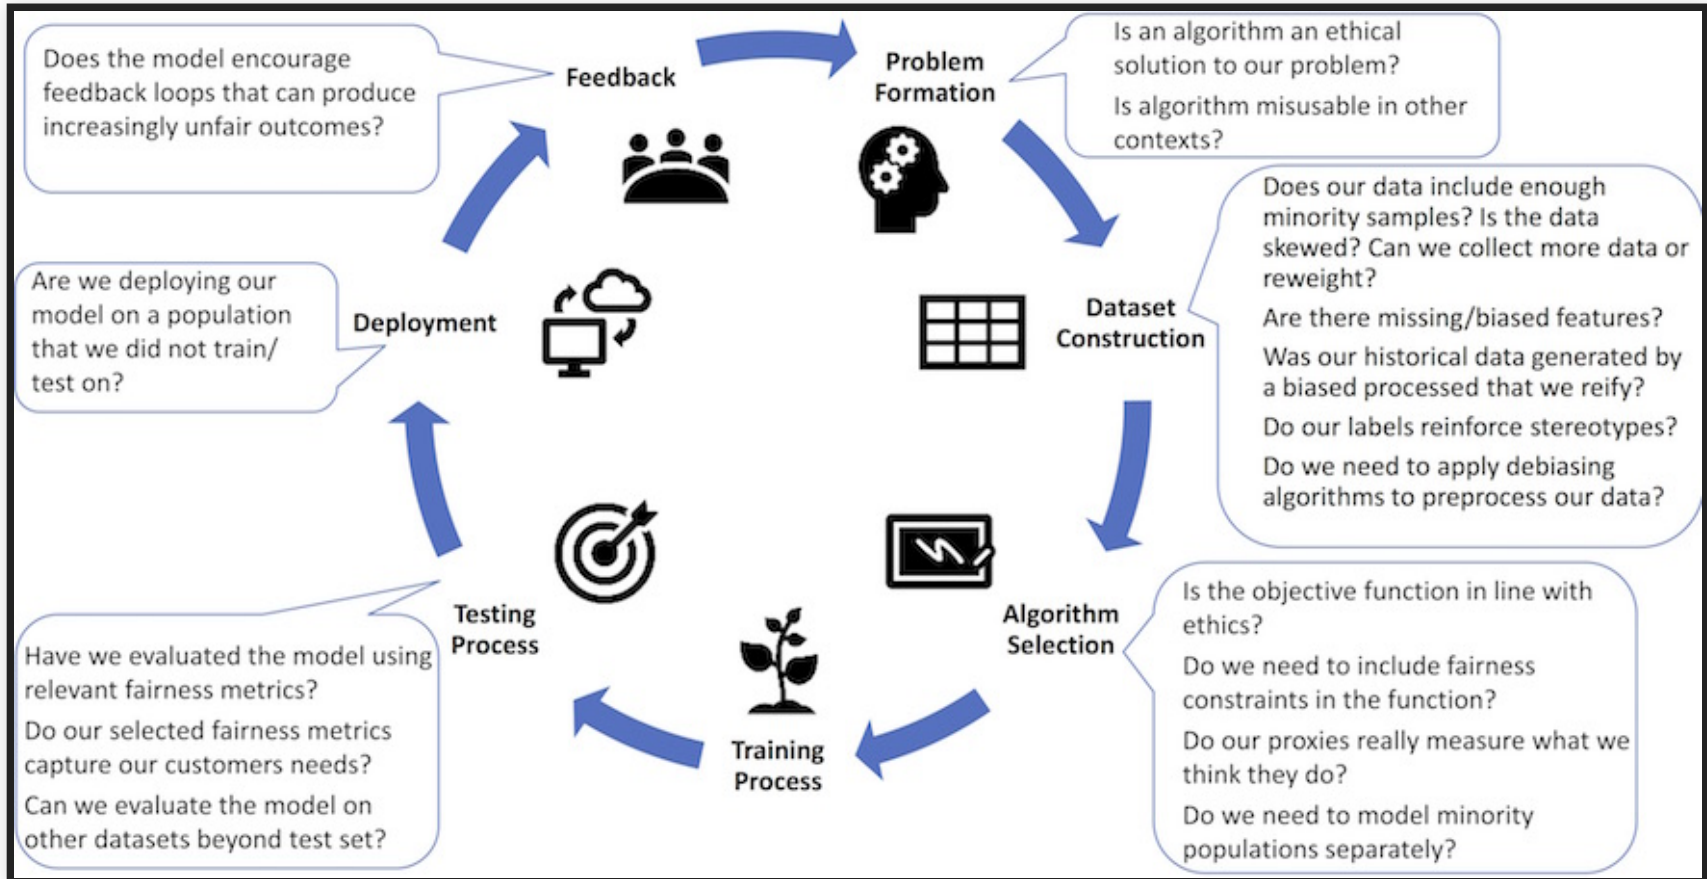 Does the model encourage
feedback loops that can produce
increasingly unfair outcomes?
Feedback
Problem
Formation
Is an algorithm an ethical
solution to our problem?
Is algorithm misusable in other
contexts?
Does our data include enough
minority samples? Is the data
skewed? Can we collect more data or
reweight?
Are there missing/biased features?
Was our historical data generated by
a biased processed that we reify?
Do our labels reinforce stereotypes?
Do we need to apply debiasing
algorithms to preprocess our data?
Dataset
Construction
Algorithm
Selection
Is the objective function in line with
ethics?
Do we need to include fairness
constraints in the function?
Do our proxies really measure what we
think they do?
Do we need to model minority
populations separately?
Training
Process
Testing
Process
Have we evaluated the model using
relevant fairness metrics?
Do our selected fairness metrics
capture our customers needs?
Can we evaluate the model on
other datasets beyond test set?
Deployment
Are we deploying our
model on a population
that we did not train/
test on?